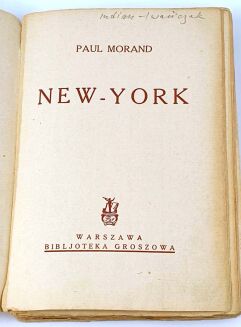 PAUL MORAND
NEW-YORK
WARSZAWA
BIBLJOTEKA GROSZOWA